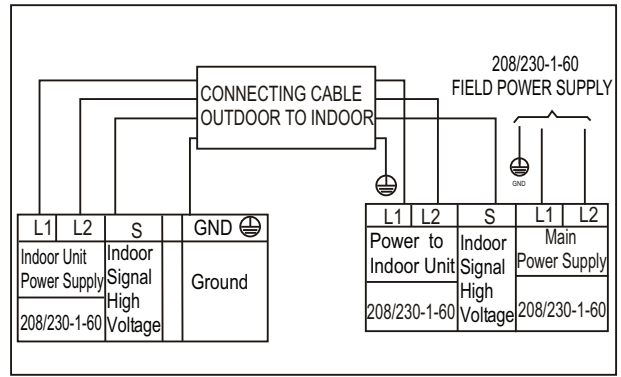 208/230-1-60
FIELD POWER SUPPLY
CONNECTING CABLE
OUTDOOR TO INDOOR
GND
L1 L2 S GND
Indoor Unit
Power Supply
208/230-1-60
Indoor
Signal
High
Voltage
Ground
L1 L2 S L1 L2
Power to
Indoor Unit
208/230-1-60
Indoor
Signal
High
Voltage
Main
Power Supply
208/230-1-60